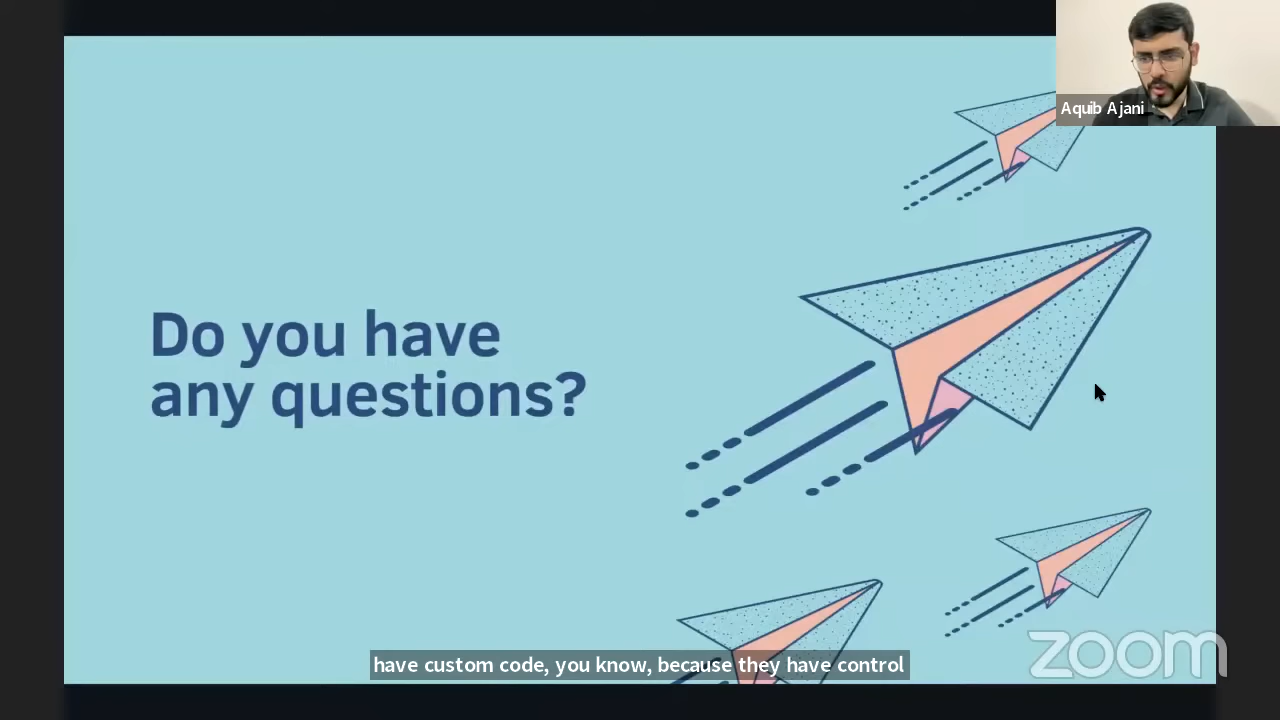 Aquib Ajani
Do you have
any questions?
have custom code, you know, because they have control
zoom